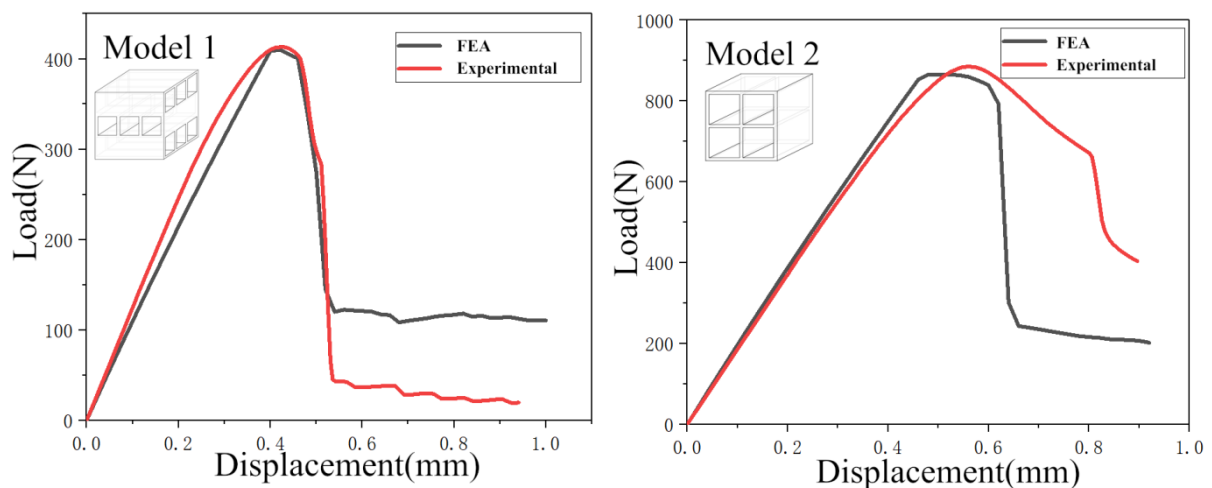 Model 1
FEA
Experimental
400
300
200
100
0
Load(N)
0.0 0.2 0.4 0.6 0.8 1.0
Displacement(mm)
Model 2
FEA
Experimental
1000
800
600
400
200
0
Load(N)
0.0 0.2 0.4 0.6 0.8 1.0
Displacement(mm)